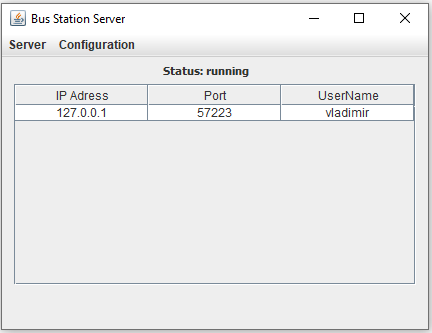 Bus Station Server
Server Configuration
Status: running
IP Adress Port UserName
127.0.0.1 57223 vladimir